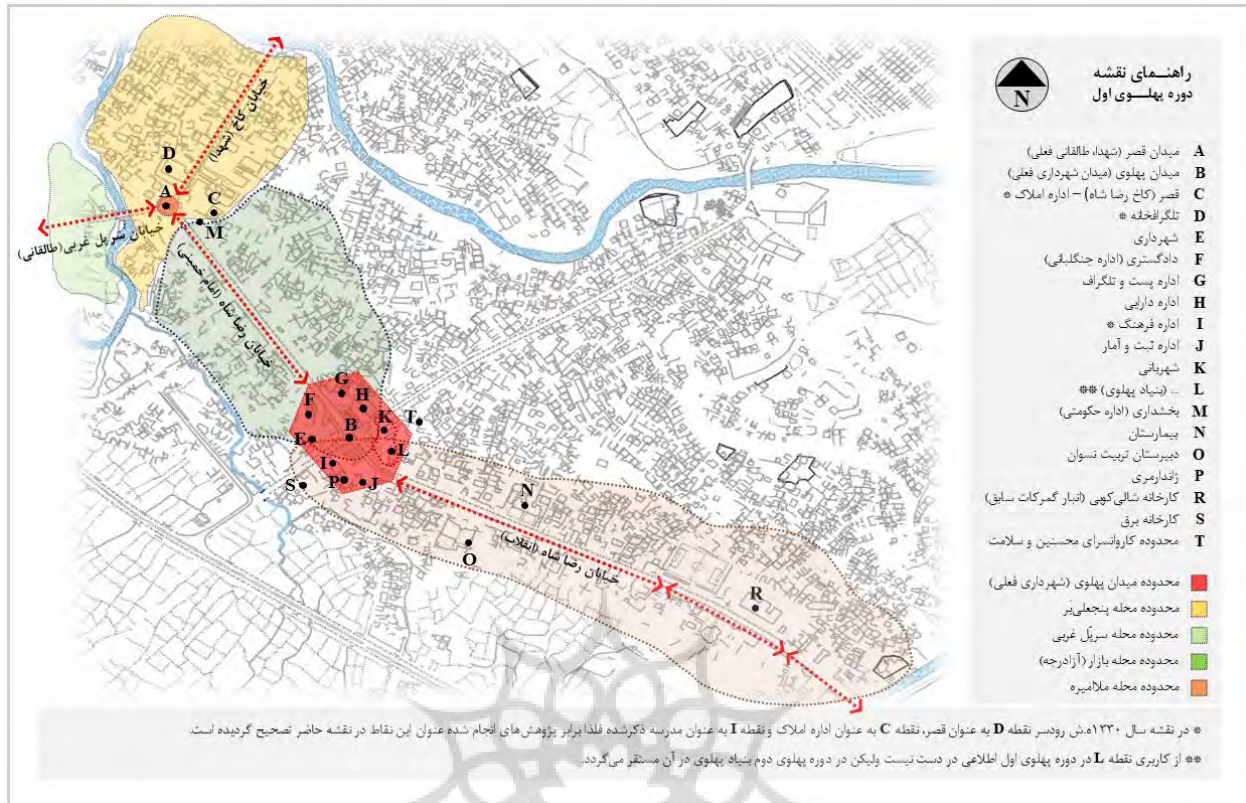 راهنمای نقشه
دوره پهلوی اول
N
A میدان قصر (شهدا، طالقانی فعلی)
B میدان پهلوی (میدان شهرداری فعلی)
C قصر (کاخ رضا شاه) – اداره املاک *
D تلگرافخانه *
E شهرداری
F دادگستری (اداره جنگلبانی)
G اداره پست و تلگراف
H اداره دارایی
I اداره فرهنگ *
J اداره ثبت و آمار
K شهربانی
L ... (بنیاد پهلوی) **
M بخشداری (اداره حکومتی)
N بیمارستان
O دبیرستان تربیت نسوان
P ژاندارمری
R کارخانه شالی‌کوبی (انبار گمرکات سابق)
S کارخانه برق
T محدوده کاروانسرای محسنین و سلامت
محدوده میدان پهلوی (شهرداری فعلی)
محدوده محله پنجعلی‌بر
محدوده محله سرپل غربی
محدوده محله بازار (آزادرجه)
محدوده محله ملامیره
خیابان کاخ (شهدا)
D
A
C
M
خیابان سرپل غربی (طالقانی)
خیابان رضا شاه (امام خمینی)
G
H
F
T
K
B
E
L
I
P
J
S
N
O
خیابان رضا شاه (انقلاب)
R
* در نقشه سال ۱۳۳۰ه.ش رودسر نقطه D به عنوان قصر، نقطه C به عنوان اداره املاک و نقطه I به عنوان مدرسه ذکرشده فلذا برابر پژوهش‌های انجام شده عنوان این نقاط در نقشه حاضر تصحیح گردیده است.
** از کاربری نقطه L در دوره پهلوی اول اطلاعی در دست نیست ولیکن در دوره پهلوی دوم بنیاد پهلوی در آن مستقر می‌گردد.